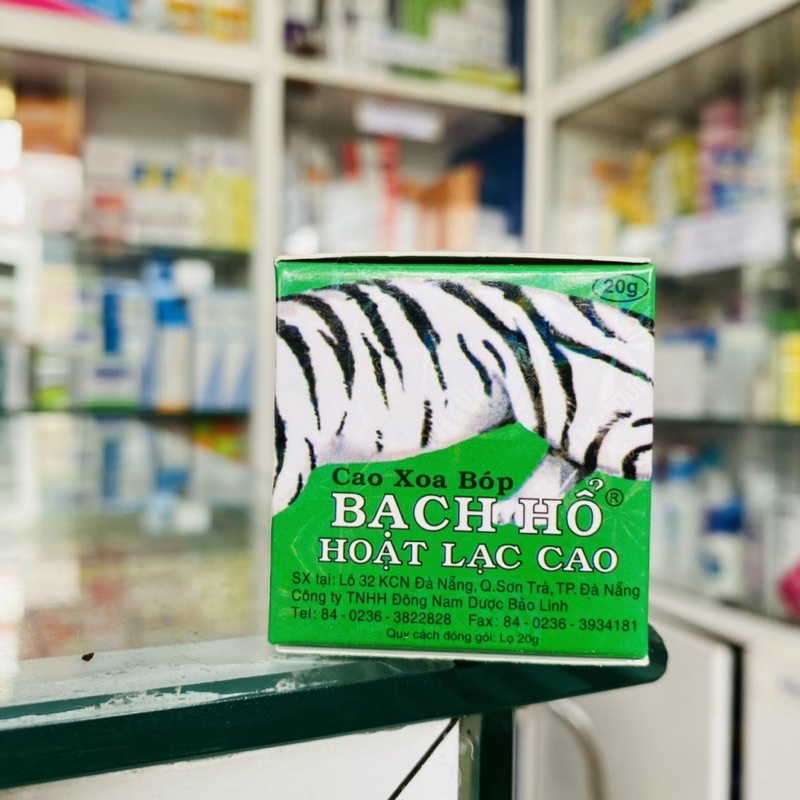 20g
Cao Xoa Bóp
BẠCH HỔ®
HOẠT LẠC CAO
SX tại: Lô 32 KCN Đà Nẵng, Q.Sơn Trà, TP. Đà Nẵng
Công ty TNHH Đông Nam Dược Bảo Linh
Tel: 84 - 0236 - 3822828 Fax: 84 - 0236 - 3934181
Quy cách đóng gói: Lọ 20g